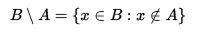 B \ A = {x ∈ B : x ∉ A}